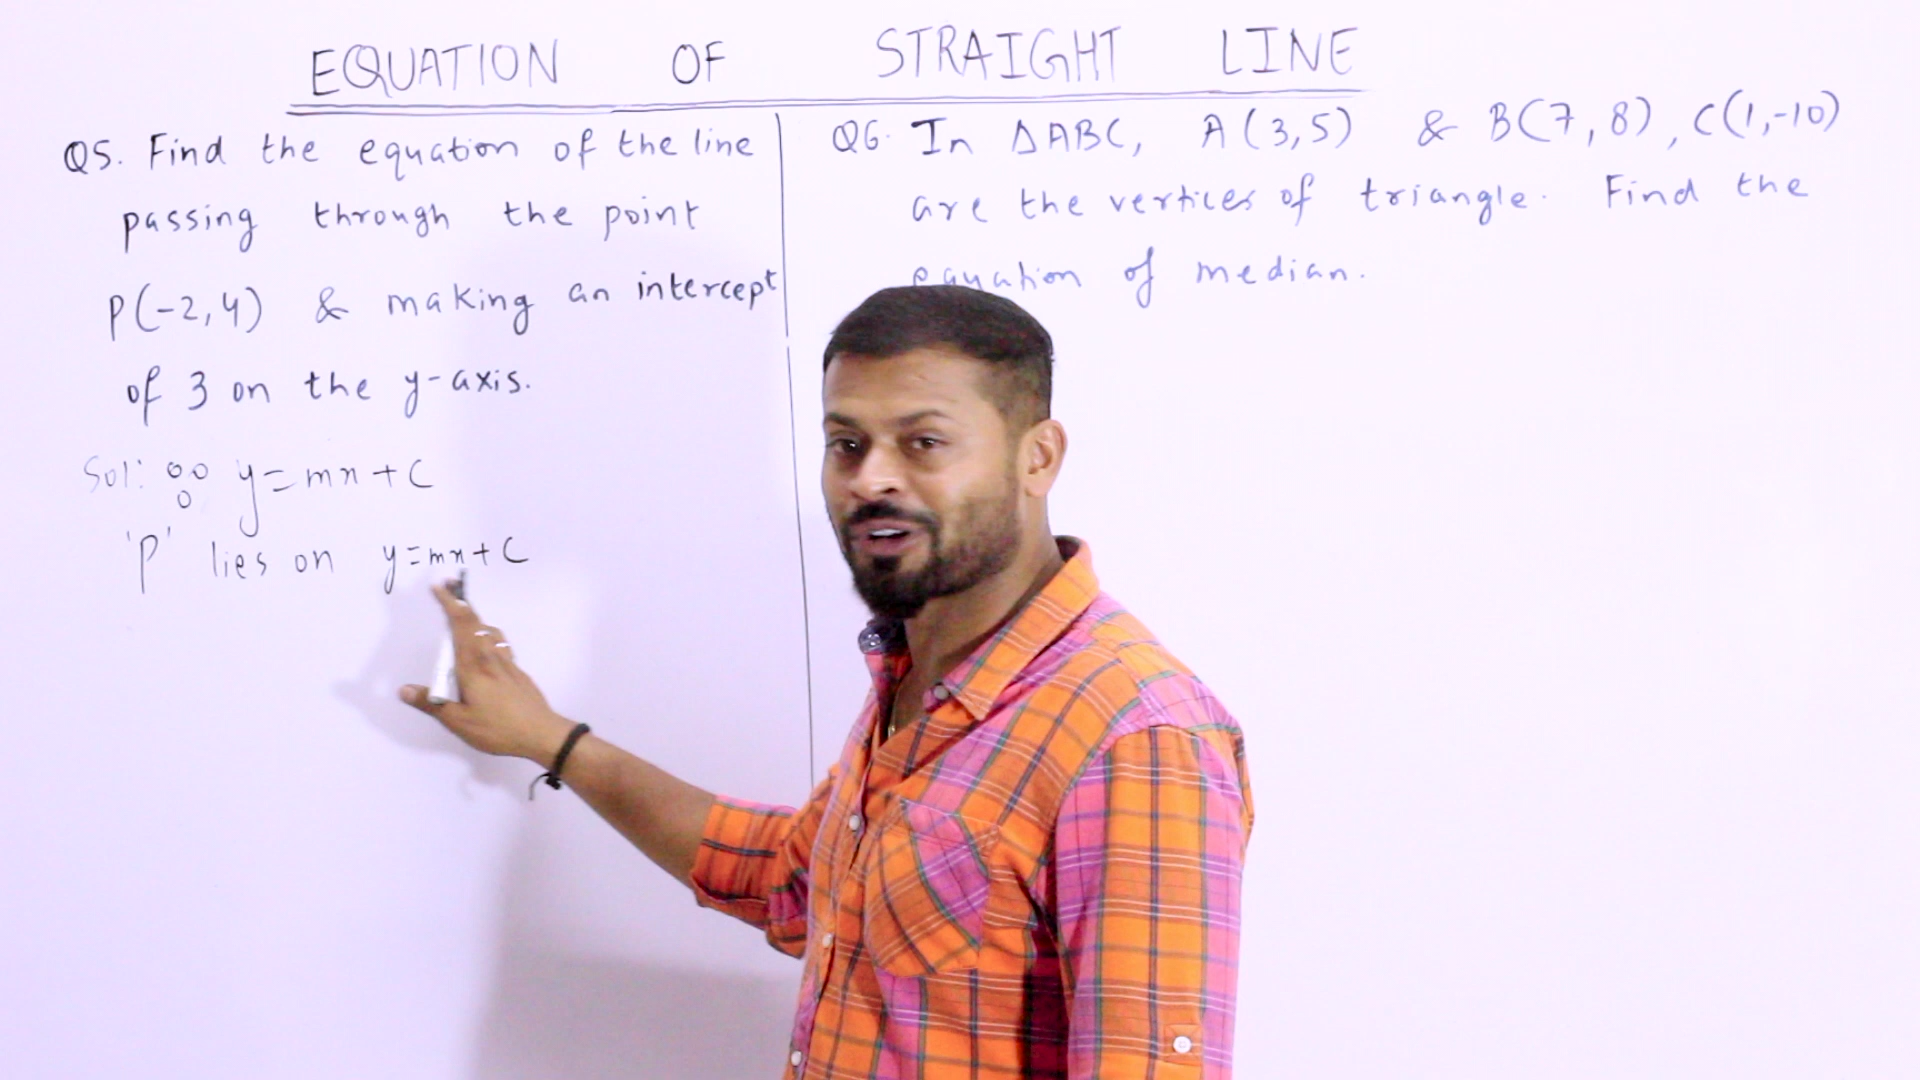 EQUATION OF STRAIGHT LINE
Q5. Find the equation of the line
passing through the point
P(-2,4) & making an intercept
of 3 on the y-axis.
Sol: ∵ y=mx+C
'P' lies on y=mx+C
Q6. In ΔABC, A(3,5) & B(7,8), C(1,-10)
are the vertices of triangle. Find the
equation of median.